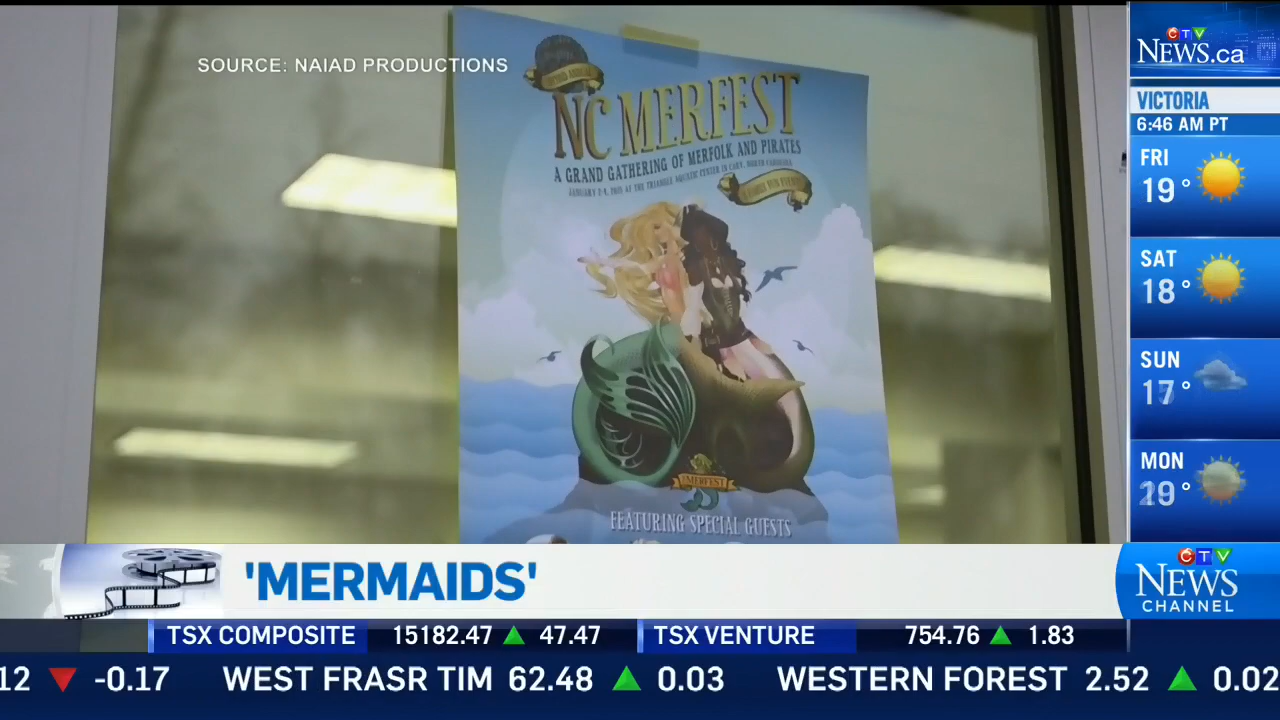 SOURCE: NAIAD PRODUCTIONS
NC MERFEST
A GRAND GATHERING OF MERFOLK AND PIRATES
MERFEST
FEATURING SPECIAL GUESTS
CTV
NEWS.ca
VICTORIA
6:46 AM PT
FRI
19°
SAT
18°
SUN
17°
MON
'MERMAIDS'
CTV
NEWS
CHANNEL
TSX COMPOSITE 15182.47 ▲ 47.47 TSX VENTURE 754.76 ▲ 1.83
12 ▼ -0.17 WEST FRASR TIM 62.48 ▲ 0.03 WESTERN FOREST 2.52 ▲ 0.02